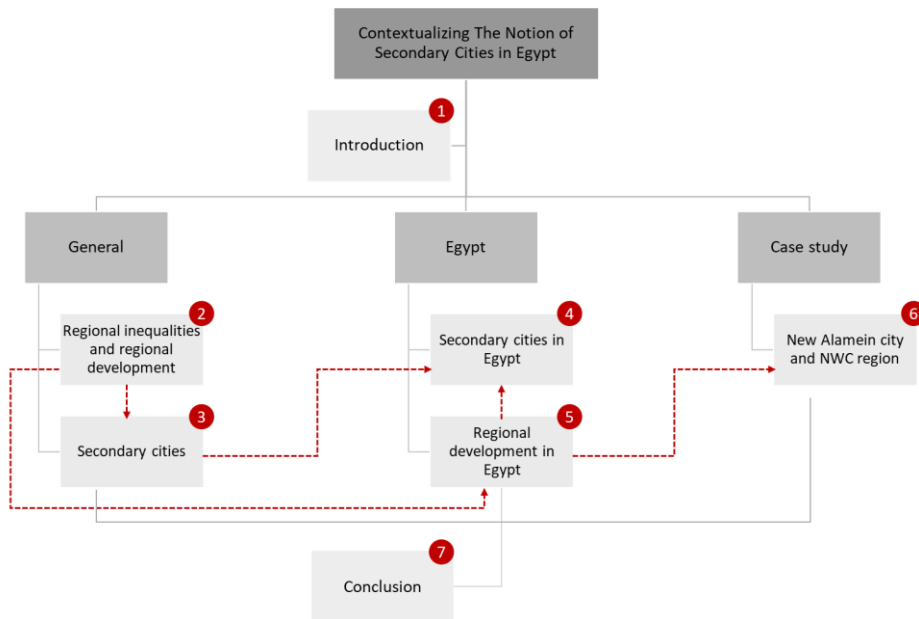 Contextualizing The Notion of
Secondary Cities in Egypt
1
Introduction
General
Egypt
Case study
2
Regional inequalities
and regional
development
3
Secondary cities
4
Secondary cities in
Egypt
5
Regional
development in
Egypt
6
New Alamein city
and NWC region
7
Conclusion